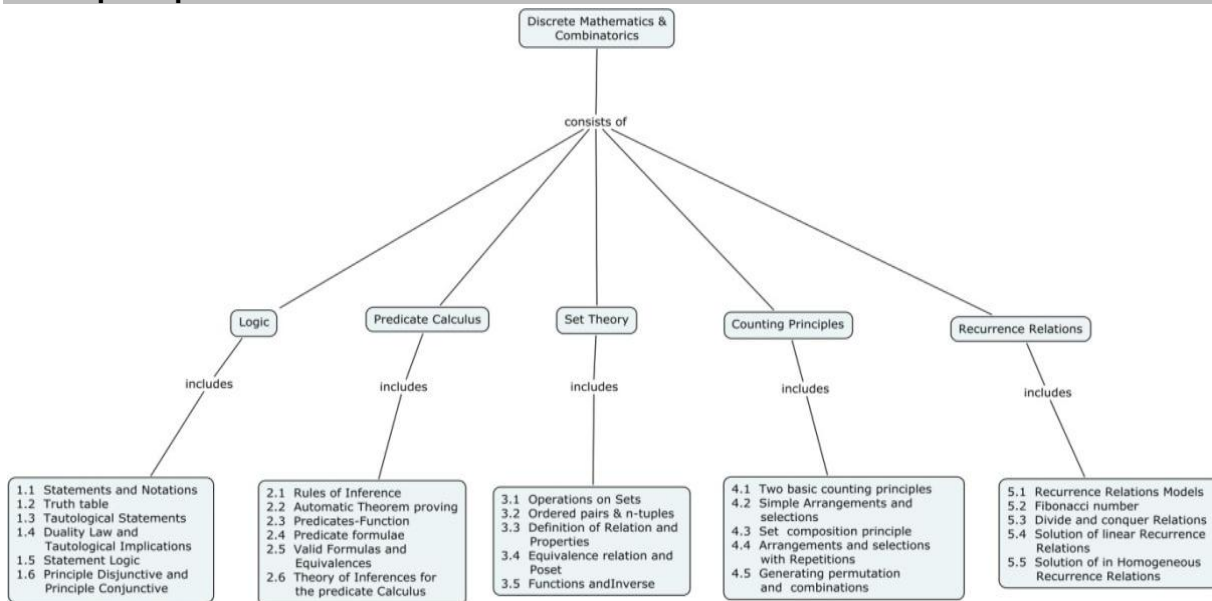 Discrete Mathematics &
Combinatorics
consists of
Logic
Predicate Calculus
Set Theory
Counting Principles
Recurrence Relations
includes
includes
includes
includes
includes
1.1 Statements and Notations
1.2 Truth table
1.3 Tautological Statements
1.4 Duality Law and
Tautological Implications
1.5 Statement Logic
1.6 Principle Disjunctive and
Principle Conjunctive
2.1 Rules of Inference
2.2 Automatic Theorem proving
2.3 Predicates-Function
2.4 Predicate formulae
2.5 Valid Formulas and
Equivalences
2.6 Theory of Inferences for
the predicate Calculus
3.1 Operations on Sets
3.2 Ordered pairs & n-tuples
3.3 Definition of Relation and
Properties
3.4 Equivalence relation and
Poset
3.5 Functions andInverse
4.1 Two basic counting principles
4.2 Simple Arrangements and
selections
4.3 Set composition principle
4.4 Arrangements and selections
with Repetitions
4.5 Generating permutation
and combinations
5.1 Recurrence Relations Models
5.2 Fibonacci number
5.3 Divide and conquer Relations
5.4 Solution of linear Recurrence
Relations
5.5 Solution of in Homogeneous
Recurrence Relations